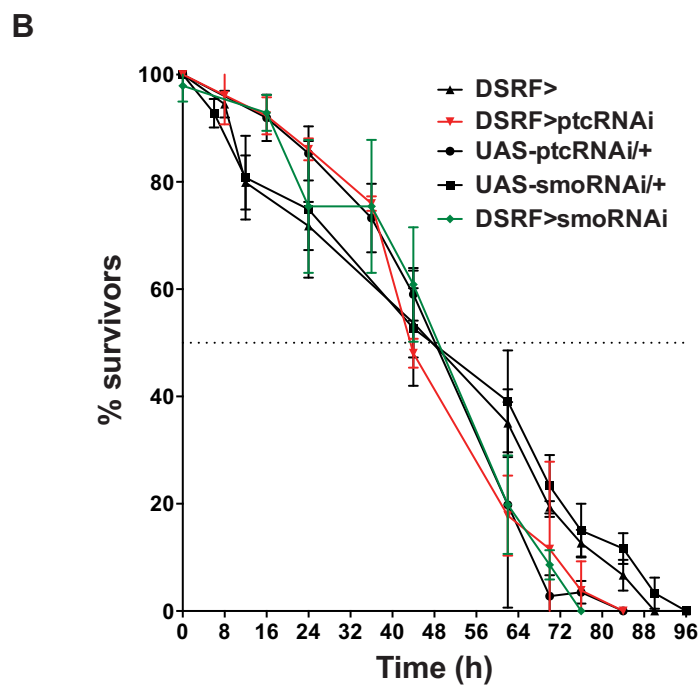 B
DSRF>
DSRF>ptcRNAi
UAS-ptcRNAi/+
UAS-smoRNAi/+
DSRF>smoRNAi
% survivors
100
80
60
40
20
0
0 8 16 24 32 40 48 56 64 72 80 88 96
Time (h)